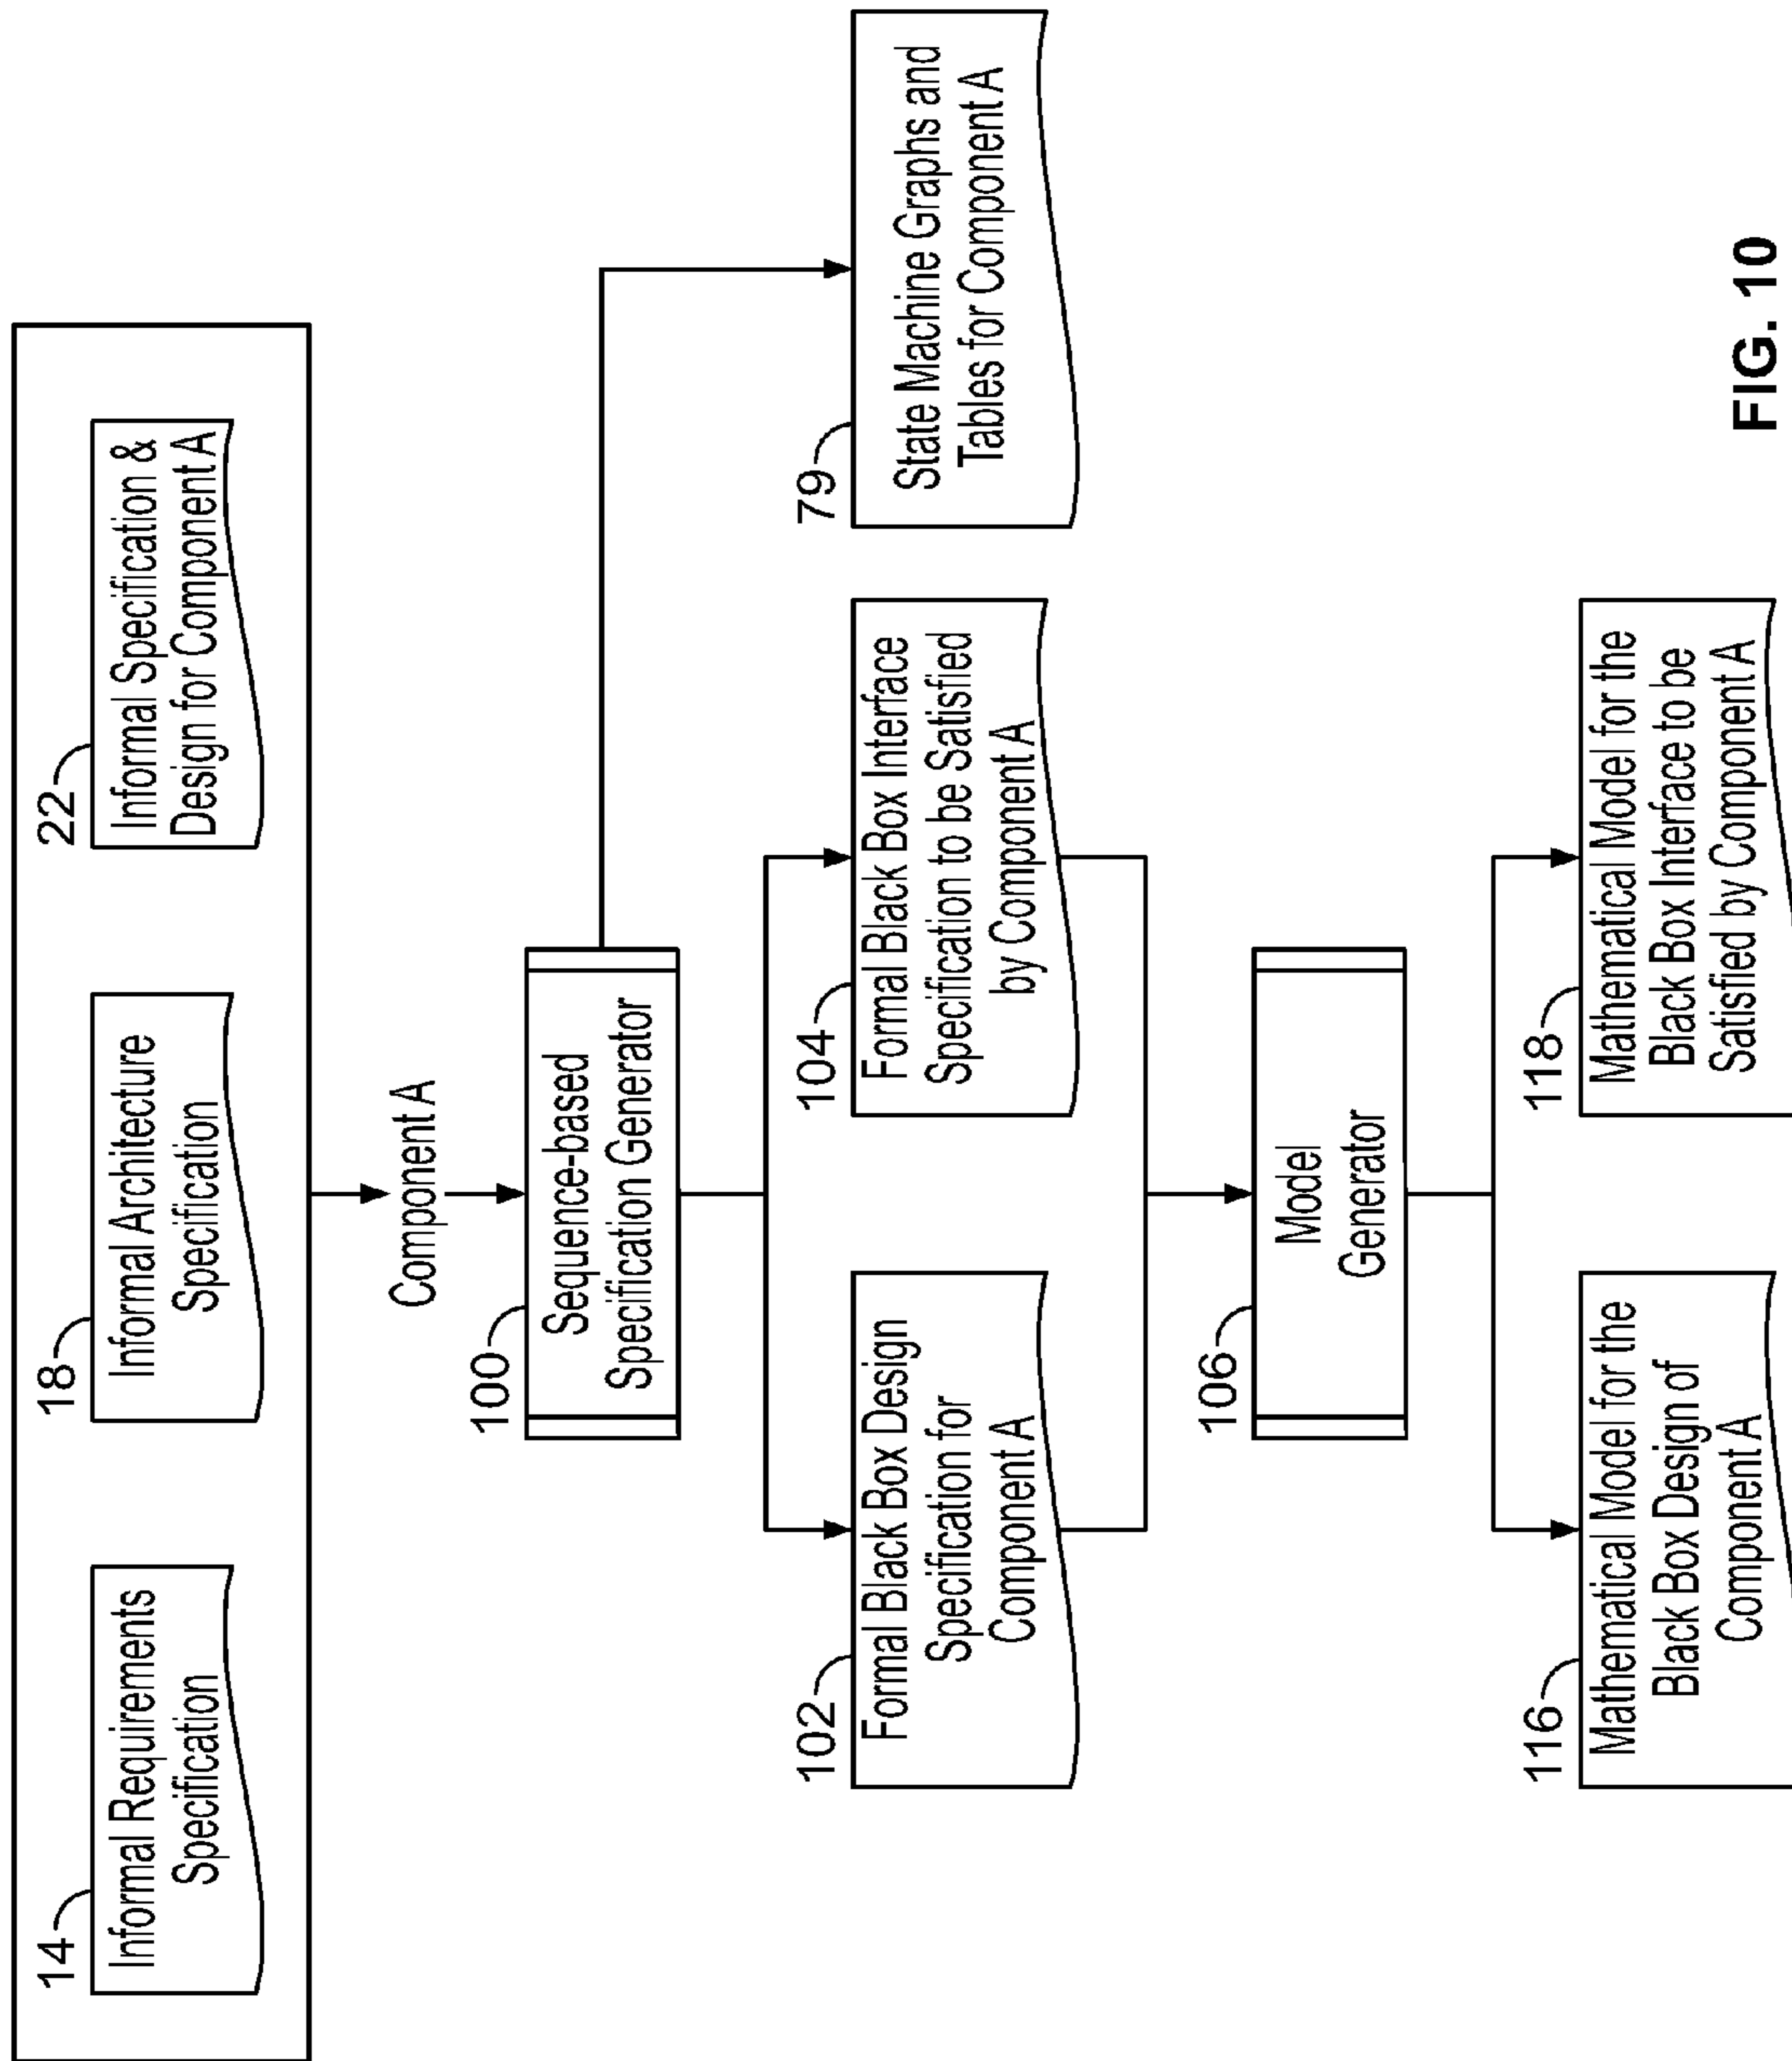 14
Informal Requirements
Specification
18
Informal Architecture
Specification
22
Informal Specification &
Design for Component A
Component A
100
Sequence-based
Specification Generator
102
Formal Black Box Design
Specification for
Component A
104
Formal Black Box Interface
Specification to be Satisfied
by Component A
79
State Machine Graphs and
Tables for Component A
106
Model
Generator
116
Mathematical Model for the
Black Box Design of
Component A
118
Mathematical Model for the
Black Box Interface to be
Satisfied by Component A
FIG. 10